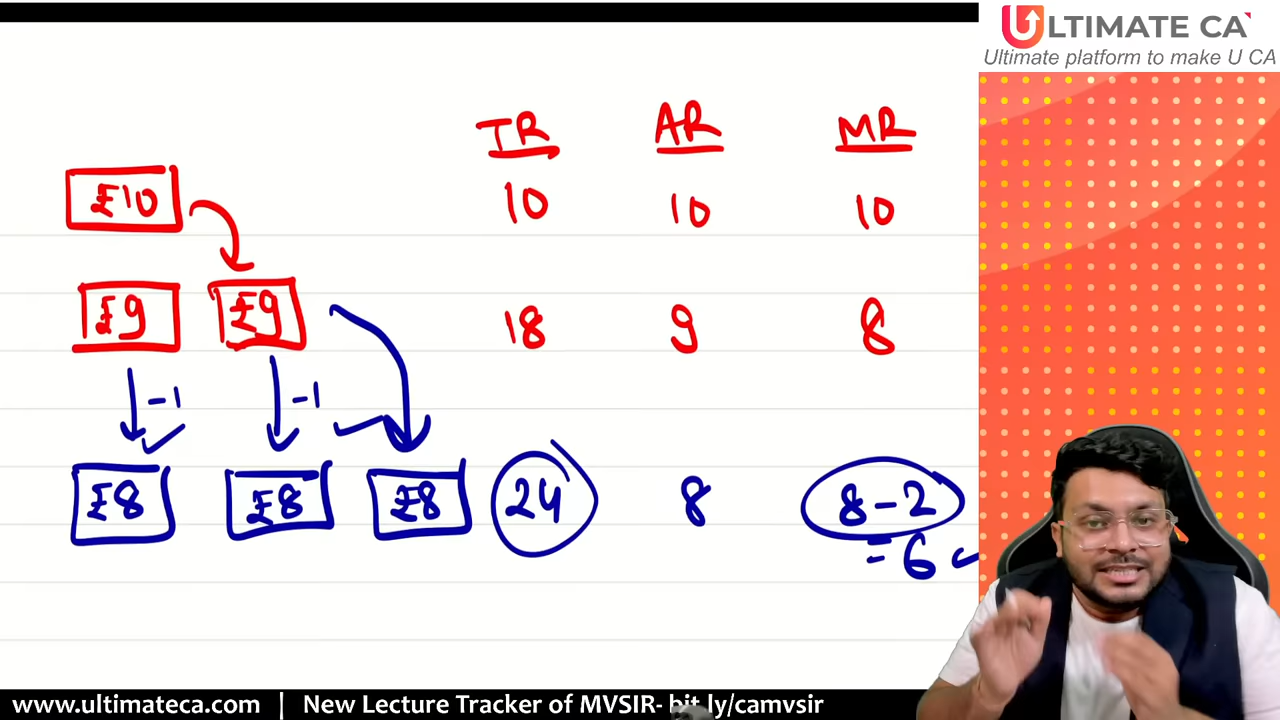 ULTIMATE CA
Ultimate platform to make U CA
TR AR MR
₤10 10 10 10
₤9 ₤9 18 9 8
-1 -1
₤8 ₤8 ₤8 24 8 8-2
= 6
www.ultimateca.com | New Lecture Tracker of MVSIR- bit.ly/camvsir